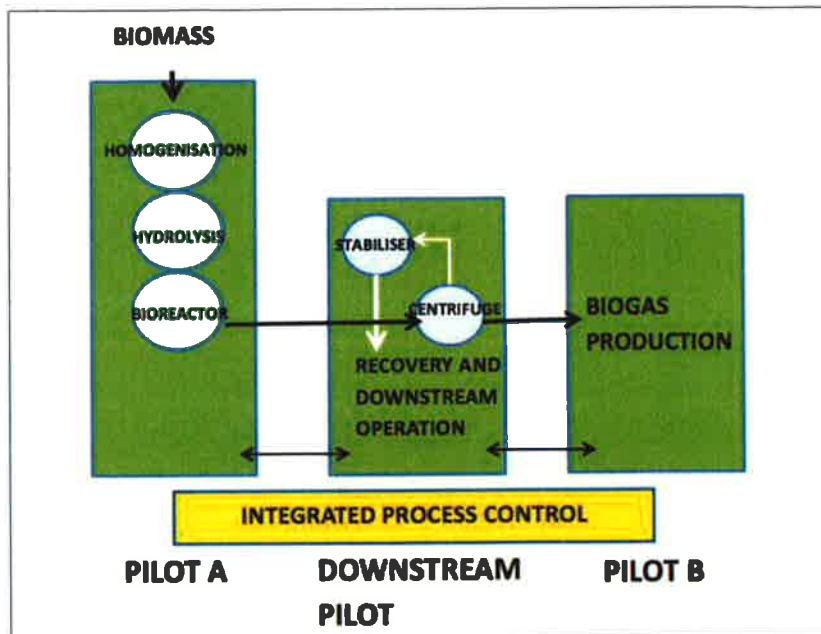 BIOMASS
HOMOGENISATION
HYDROLYSIS
BIOREACTOR
STABILISER
CENTRIFUGE
RECOVERY AND
DOWNSTREAM
OPERATION
BIOGAS
PRODUCTION
INTEGRATED PROCESS CONTROL
PILOT A
DOWNSTREAM
PILOT
PILOT B